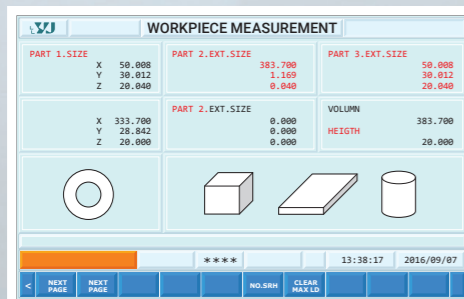 YJ WORKPIECE MEASUREMENT
PART 1.SIZE
X 50.008
Y 30.012
Z 20.040
PART 2.EXT.SIZE
383.700
1.169
0.040
PART 3.EXT.SIZE
50.008
30.012
20.040
X 333.700
Y 28.842
Z 20.000
PART 2.EXT.SIZE
0.000
0.000
0.000
VOLUMN
383.700
HEIGTH
20.000
**** 13:38:17 2016/09/07
< NEXT PAGE NEXT PAGE NO.SRH CLEAR MAX LD